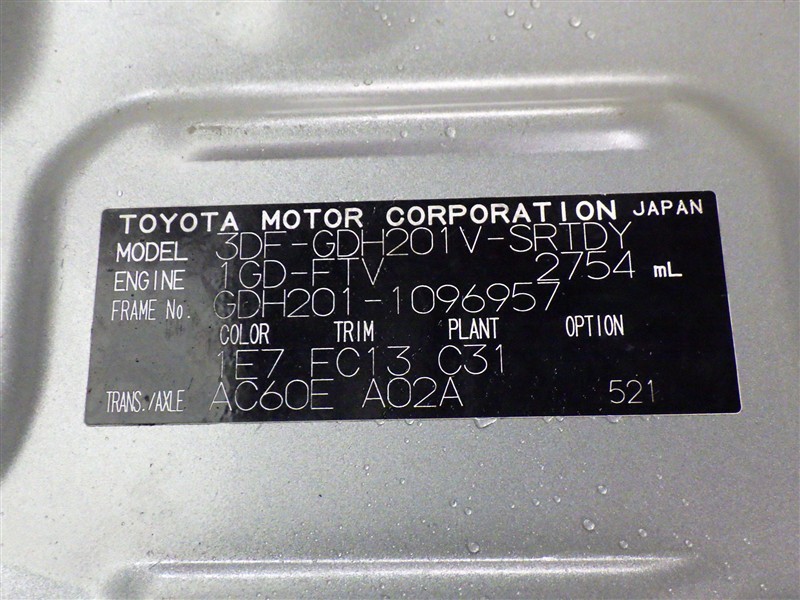 TOYOTA MOTOR CORPORATION JAPAN
MODEL 3DF-GDH201V-SRTDY
ENGINE 1GD-FTV 2754 mL
FRAME No. GDH201-1096957
COLOR TRIM PLANT OPTION
1E7 FC13 C31
TRANS./AXLE AC60E A02A 521